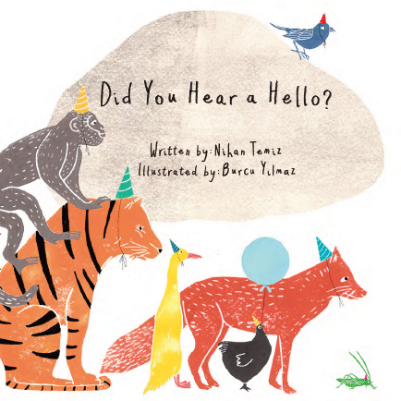 Did You Hear a Hello?
Written by: Nihan Temiz
Illustrated by: Burcu Yılmaz